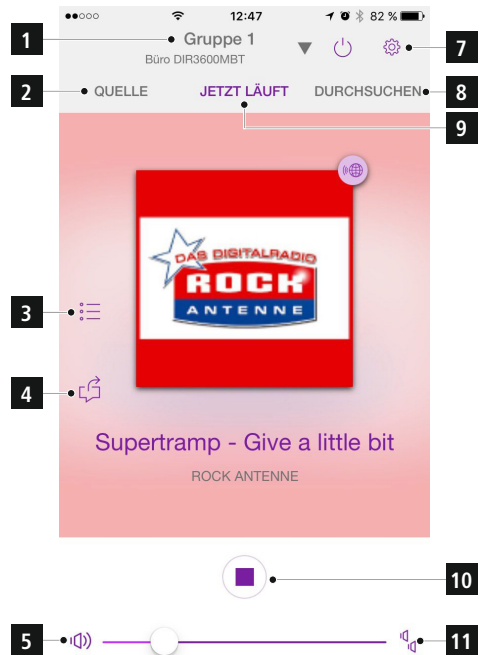 12:47
82 %
1
Gruppe 1
Büro DIR3600MBT
7
2
QUELLE
JETZT LÄUFT
DURCHSUCHEN
8
9
DAS DIGITALRADIO
ROCK
ANTENNE
3
4
Supertramp - Give a little bit
ROCK ANTENNE
10
5
11